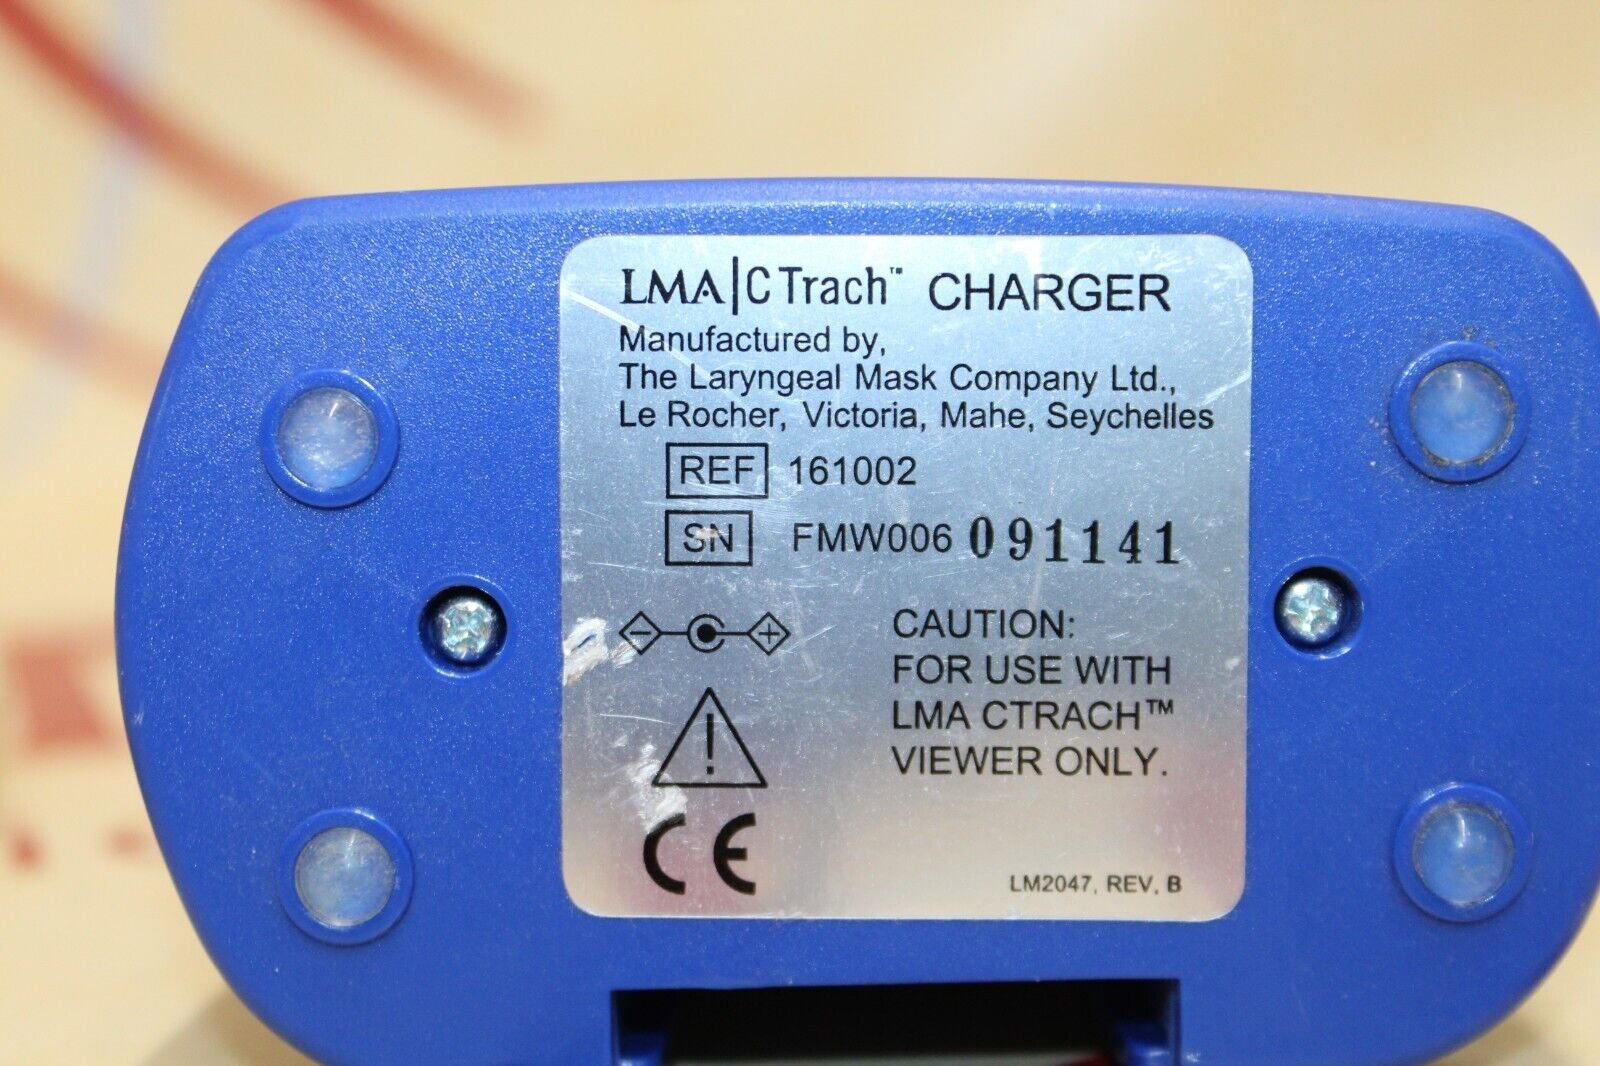 LMA|CTrach™ CHARGER
Manufactured by,
The Laryngeal Mask Company Ltd.,
Le Rocher, Victoria, Mahe, Seychelles
REF 161002
SN FMW006 091141
CAUTION:
FOR USE WITH
LMA CTRACH™
VIEWER ONLY.
CE
LM2047, REV. B